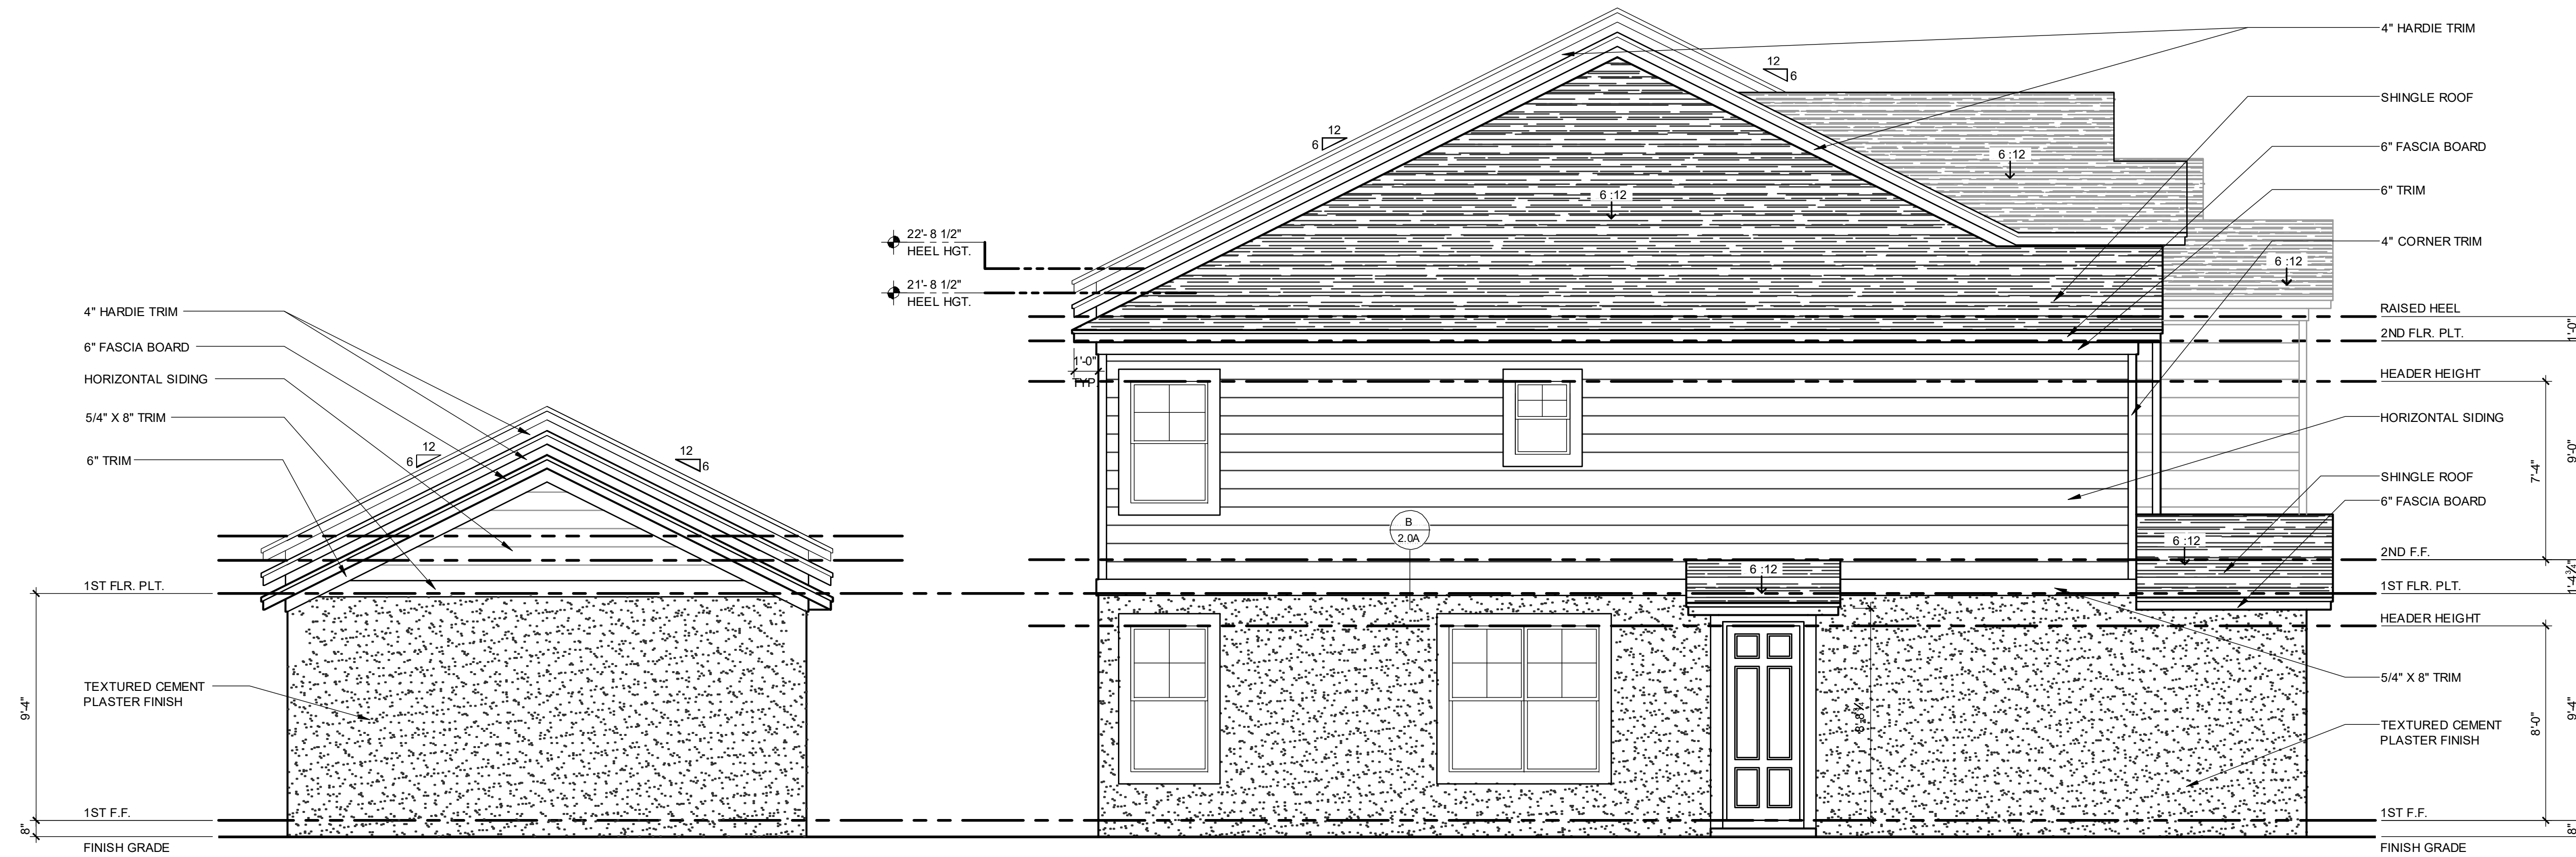 4" HARDIE TRIM
6" FASCIA BOARD
HORIZONTAL SIDING
5/4" X 8" TRIM
6" TRIM
12
6
12
6
1ST FLR. PLT.
TEXTURED CEMENT
PLASTER FINISH
9'-4"
1ST F.F.
8"
FINISH GRADE
22'- 8 1/2"
HEEL HGT.
21'- 8 1/2"
HEEL HGT.
12
6
12
6
6 :12
6 :12
6 :12
1'-0"
TYP.
B
2.0A
6 :12
6 :12
8'-8¼"
4" HARDIE TRIM
SHINGLE ROOF
6" FASCIA BOARD
6" TRIM
4" CORNER TRIM
RAISED HEEL
1'-0"
2ND FLR. PLT.
HEADER HEIGHT
HORIZONTAL SIDING
9'-0"
7'-4"
SHINGLE ROOF
6" FASCIA BOARD
2ND F.F.
1'-4¾"
1ST FLR. PLT.
HEADER HEIGHT
5/4" X 8" TRIM
TEXTURED CEMENT
PLASTER FINISH
9'-4"
8'-0"
1ST F.F.
8"
FINISH GRADE